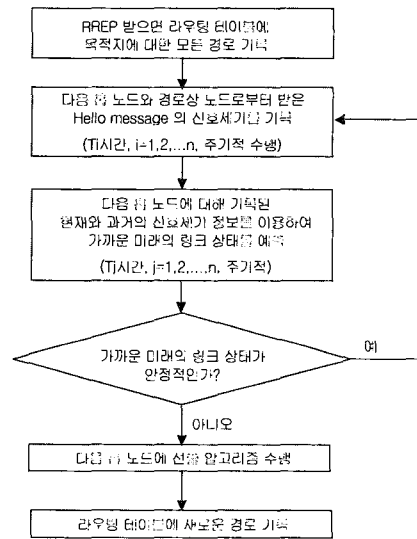 RREP 받으면 라우팅 테이블에
목적지에 대한 모든 경로 기록
다음 홉 노드와 경로상 노드로부터 받은
Hello message 의 신호세기를 기록
(Ti시간, i=1,2,...n, 주기적 수행)
다음 홉 노드에 대해 기록된
현재와 과거의 신호세기 정보를 이용하여
가까운 미래의 링크 상태를 예측
(Tj시간, j=1,2,...,n, 주기적)
가까운 미래의 링크 상태가
안정적인가?
예
아니오
다음 홉 노드에 선출 알고리즘 수행
라우팅 테이블에 새로운 경로 기록